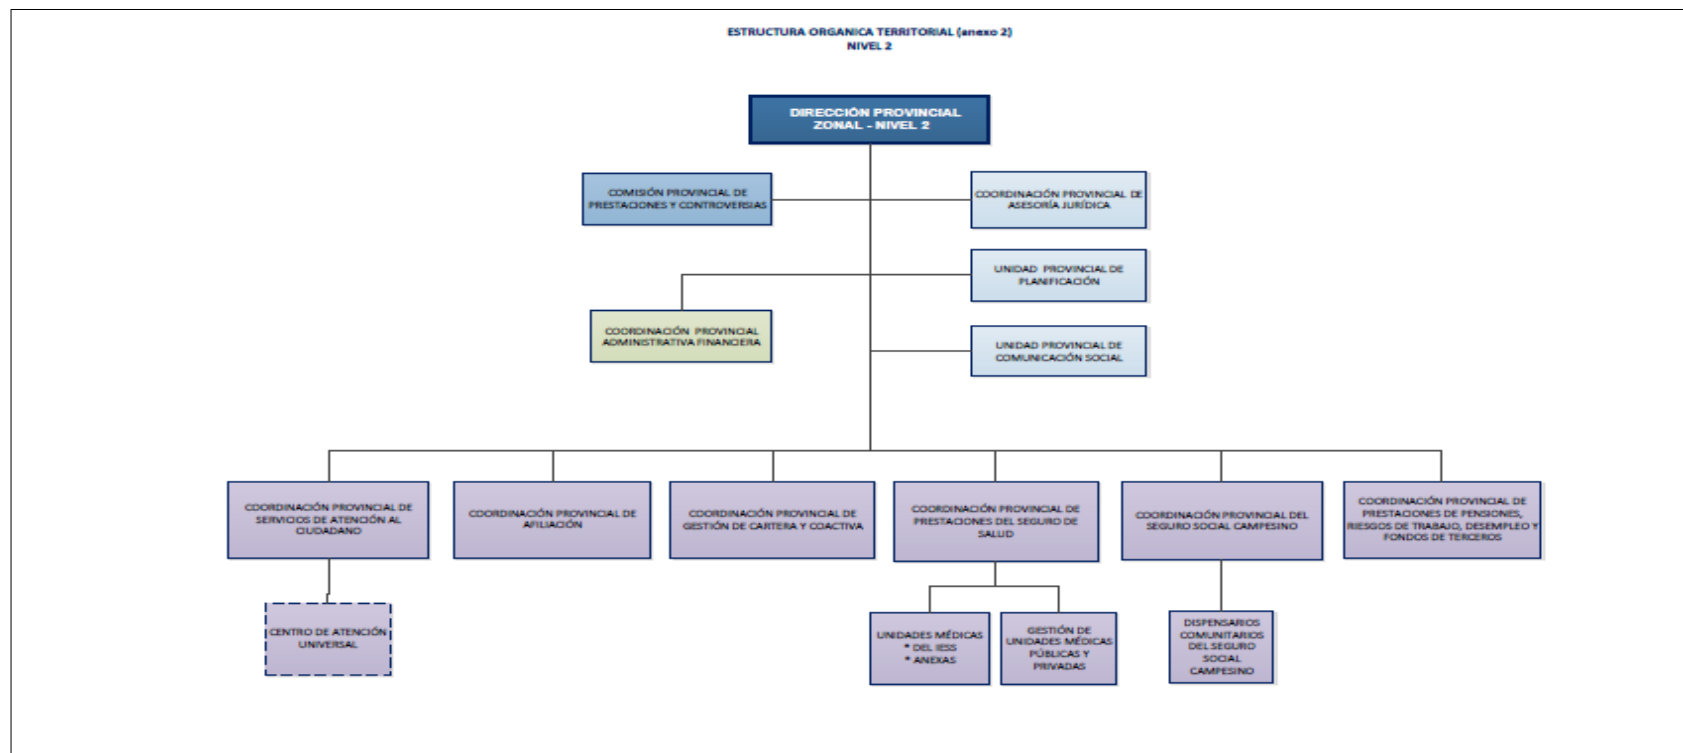 ESTRUCTURA ORGANICA TERRITORIAL (anexo 2)
NIVEL 2
DIRECCIÓN PROVINCIAL
ZONAL - NIVEL 2
COMISIÓN PROVINCIAL DE
PRESTACIONES Y CONTROVERSIAS
COORDINACIÓN PROVINCIAL DE
ASESORÍA JURÍDICA
UNIDAD PROVINCIAL DE
PLANIFICACIÓN
COORDINACIÓN PROVINCIAL
ADMINISTRATIVA FINANCIERA
UNIDAD PROVINCIAL DE
COMUNICACIÓN SOCIAL
COORDINACIÓN PROVINCIAL DE
SERVICIOS DE ATENCIÓN AL
CIUDADANO
COORDINACIÓN PROVINCIAL DE
AFILIACIÓN
COORDINACIÓN PROVINCIAL DE
GESTIÓN DE CARTERA Y COACTIVA
COORDINACIÓN PROVINCIAL DE
PRESTACIONES DEL SEGURO DE
SALUD
COORDINACIÓN PROVINCIAL DEL
SEGURO SOCIAL CAMPESINO
COORDINACIÓN PROVINCIAL DE
PRESTACIONES DE PENSIONES,
RIESGOS DE TRABAJO, DESEMPLEO Y
FONDOS DE TERCEROS
CENTRO DE ATENCIÓN
UNIVERSAL
UNIDADES MÉDICAS
* DEL IESS
* ANEXAS
GESTIÓN DE
UNIDADES MÉDICAS
PÚBLICAS Y
PRIVADAS
DISPENSARIOS
COMUNITARIOS
DEL SEGURO
SOCIAL
CAMPESINO